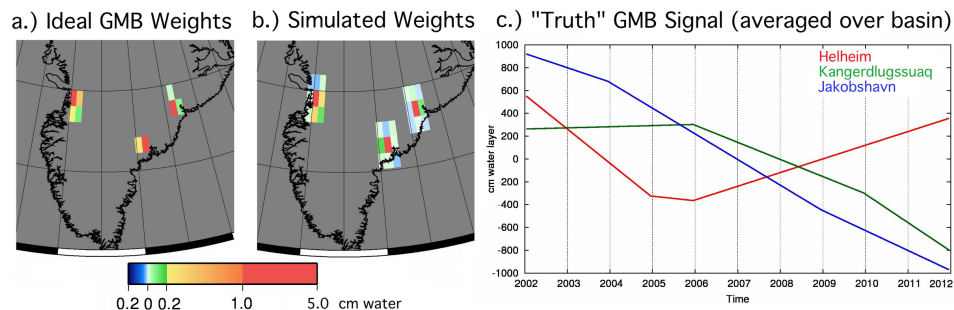 a.) Ideal GMB Weights
b.) Simulated Weights
c.) "Truth" GMB Signal (averaged over basin)
0.2 0 0.2 1.0 5.0 cm water
cm water layer
1000
800
600
400
200
0
-200
-400
-600
-800
-1000
Helheim
Kangerdlugssuaq
Jakobshavn
2002 2003 2004 2005 2006 2007 2008 2009 2010 2011 2012
Time